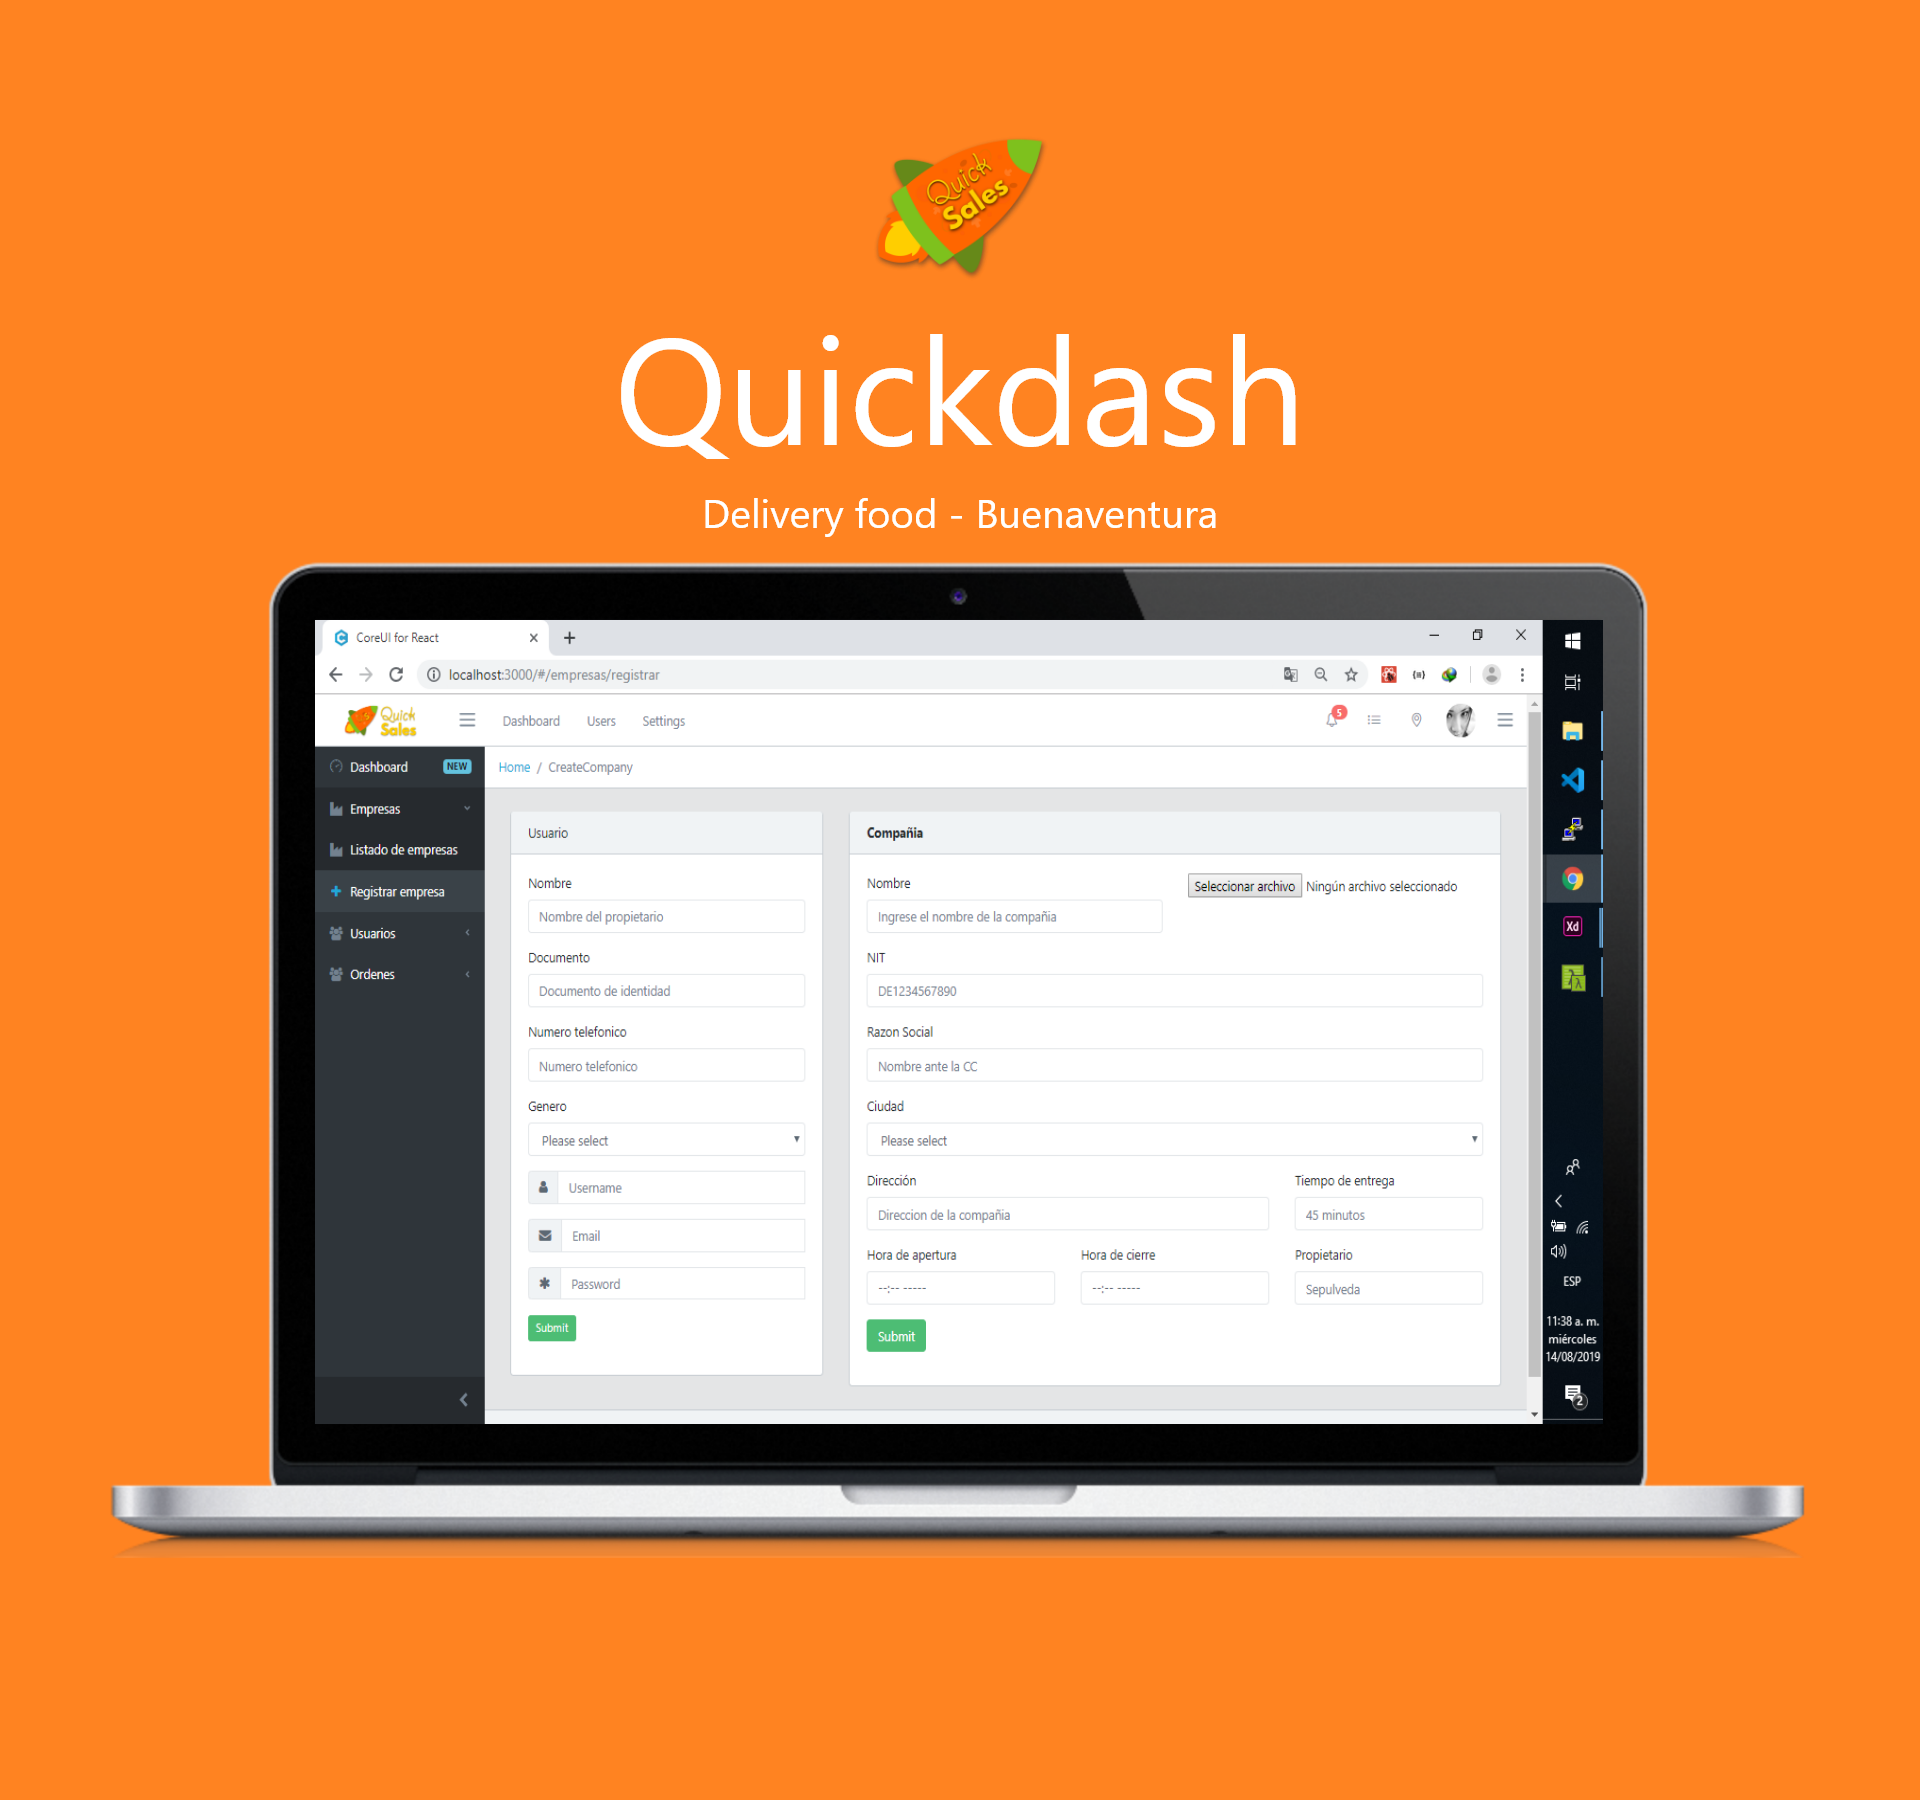 Quick
Sales
Quickdash
Delivery food - Buenaventura
CoreUI for React
localhost:3000/#/empresas/registrar
Quick
Sales
Dashboard Users Settings
5
Dashboard NEW
Home / CreateCompany
Empresas
Listado de empresas
Registrar empresa
Usuarios
Ordenes
Usuario
Nombre
Nombre del propietario
Documento
Documento de identidad
Numero telefonico
Numero telefonico
Genero
Please select
Username
Email
Password
Submit
Compañia
Nombre
Seleccionar archivo Ningún archivo seleccionado
Ingrese el nombre de la compañia
NIT
DE1234567890
Razon Social
Nombre ante la CC
Ciudad
Please select
Dirección Tiempo de entrega
Direccion de la compañia 45 minutos
Hora de apertura Hora de cierre Propietario
--:-- ----- --:-- ----- Sepulveda
Submit
Xd
ESP
11:38 a. m.
miércoles
14/08/2019
2